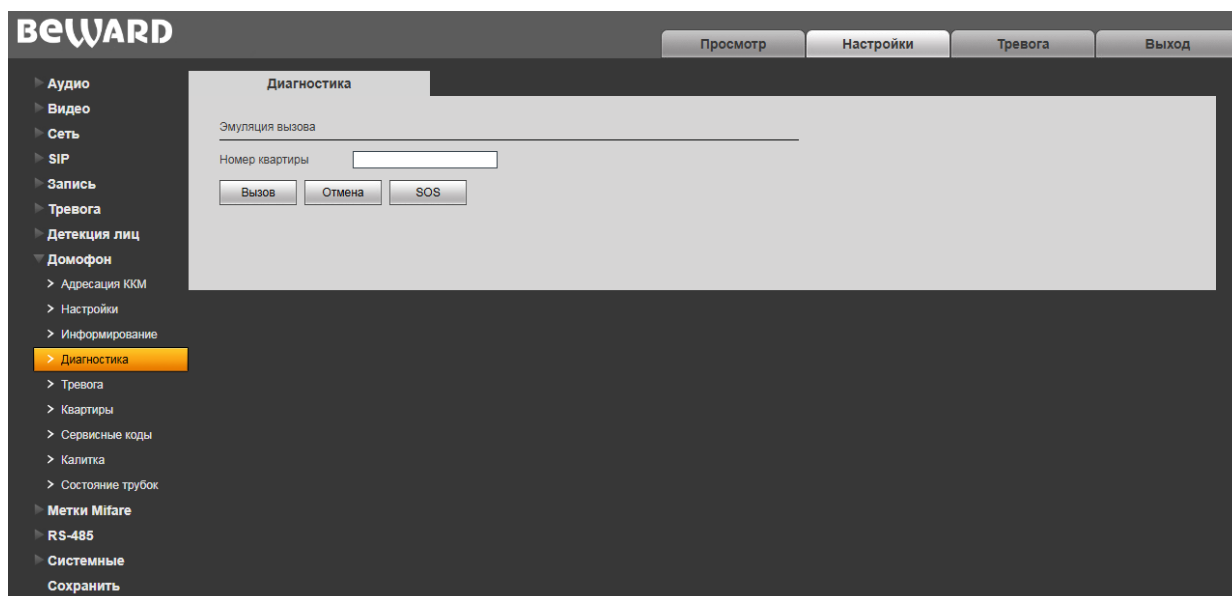 BEWARD
Просмотр
Настройки
Тревога
Выход
Аудио
Видео
Сеть
SIP
Запись
Тревога
Детекция лиц
Домофон
> Адресация ККМ
> Настройки
> Информирование
> Диагностика
> Тревога
> Квартиры
> Сервисные коды
> Калитка
> Состояние трубок
Метки Mifare
RS-485
Системные
Сохранить
Диагностика
Эмуляция вызова
Номер квартиры
Вызов
Отмена
SOS